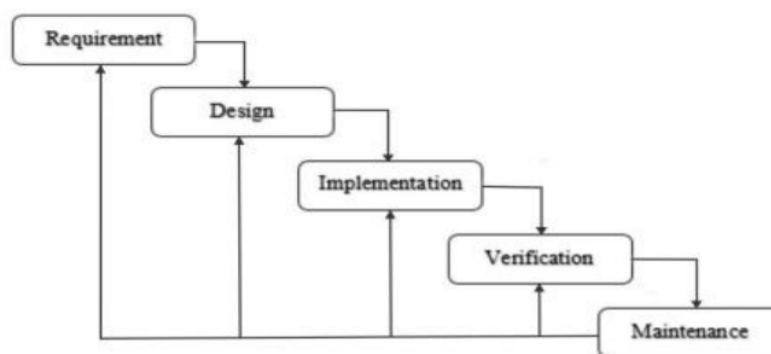 Requirement
Design
Implementation
Verification
Maintenance